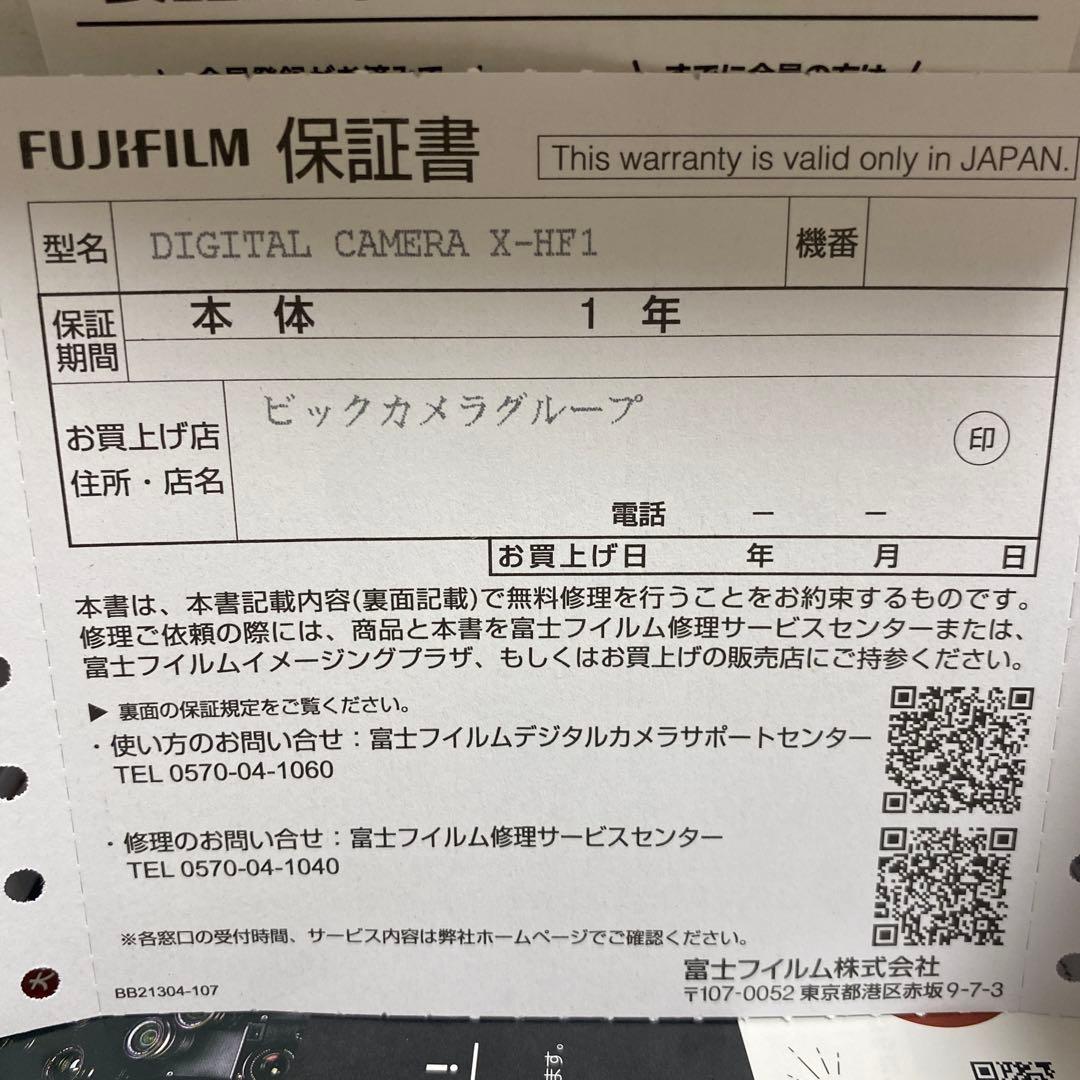 FUJIFILM 保証書
This warranty is valid only in JAPAN.
型名 DIGITAL CAMERA X-HF1 機番
保証期間 本体 1年
お買上げ店
住所・店名
ビックカメラグループ
印
電話 － －
お買上げ日 年 月 日
本書は、本書記載内容(裏面記載)で無料修理を行うことをお約束するものです。
修理ご依頼の際には、商品と本書を富士フイルム修理サービスセンターまたは、
富士フイルムイメージングプラザ、もしくはお買上げの販売店にご持参ください。
▶ 裏面の保証規定をご覧ください。
・使い方のお問い合せ：富士フイルムデジタルカメラサポートセンター
TEL 0570-04-1060
・修理のお問い合せ：富士フイルム修理サービスセンター
TEL 0570-04-1040
※各窓口の受付時間、サービス内容は弊社ホームページでご確認ください。
富士フイルム株式会社
BB21304-107
〒107-0052 東京都港区赤坂9-7-3
ます。